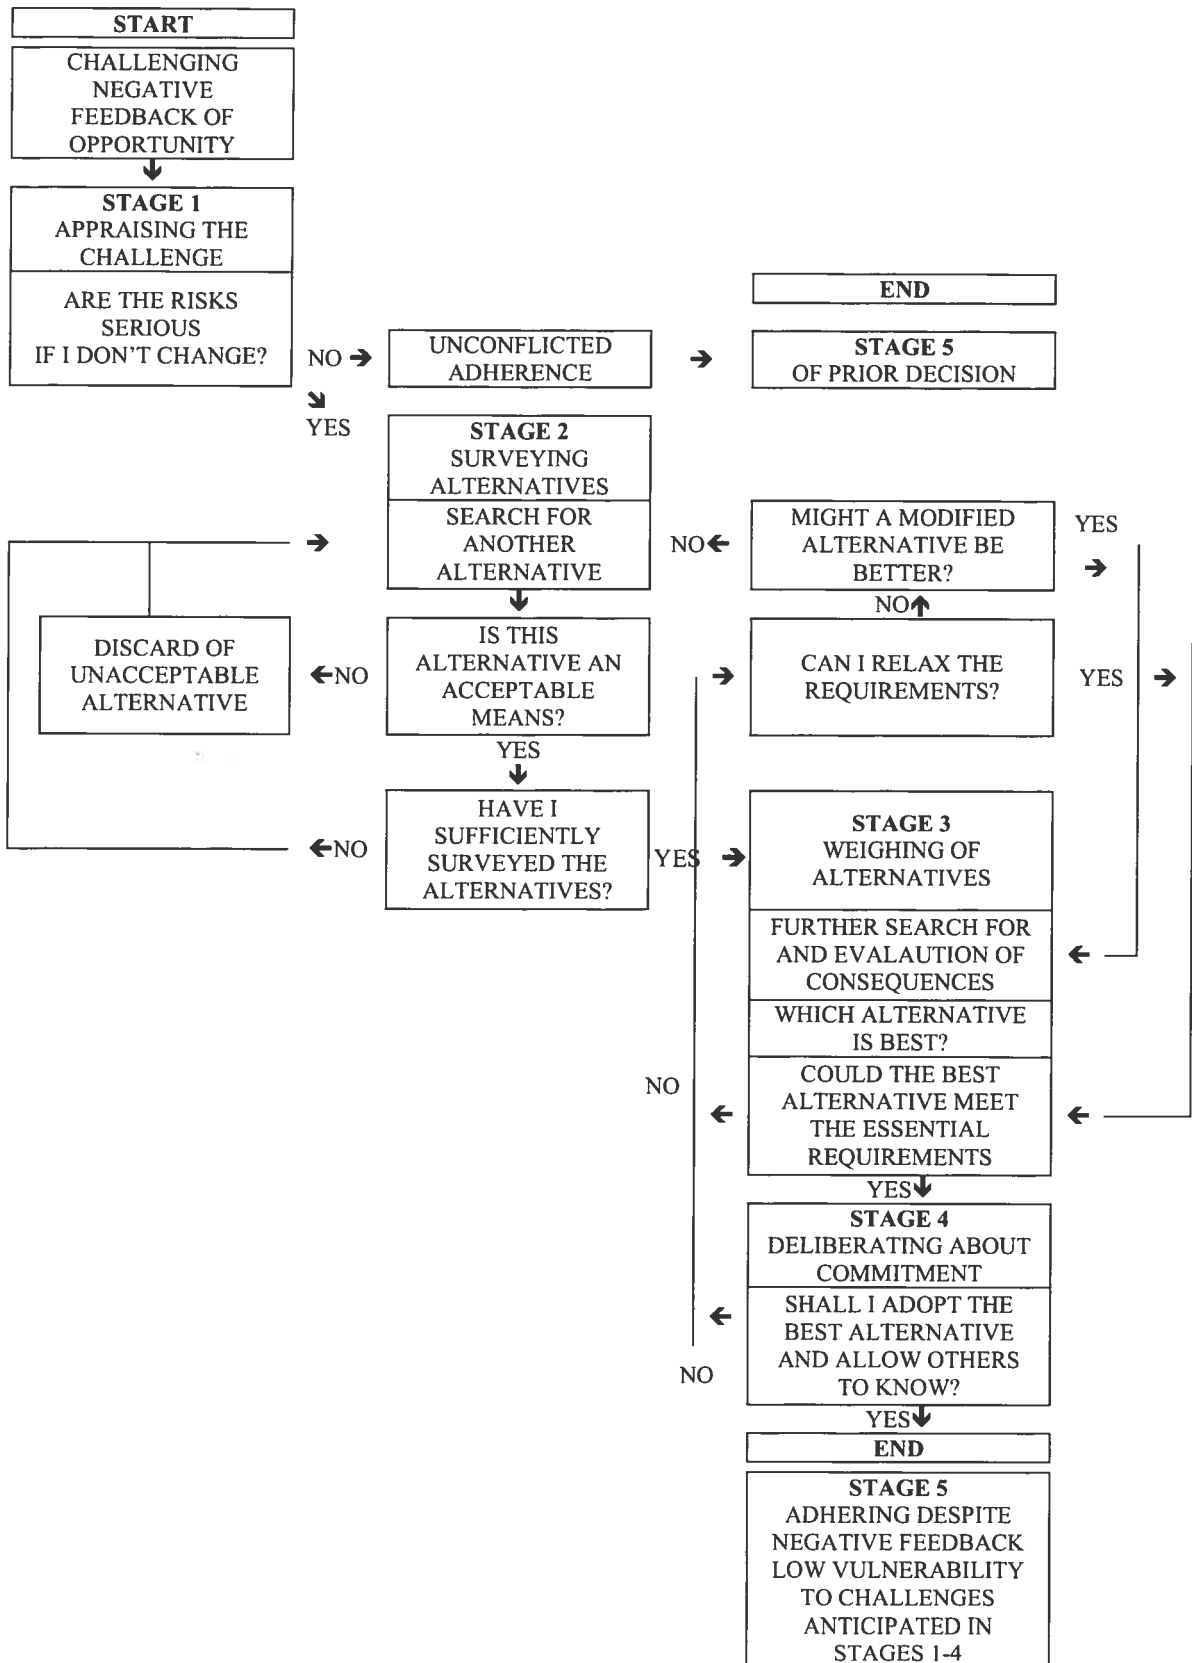 START
CHALLENGING
NEGATIVE
FEEDBACK OF
OPPORTUNITY
STAGE 1
APPRAISING THE
CHALLENGE
ARE THE RISKS
SERIOUS
IF I DON'T CHANGE?
NO
YES
UNCONFLICTED
ADHERENCE
END
STAGE 5
OF PRIOR DECISION
STAGE 2
SURVEYING
ALTERNATIVES
SEARCH FOR
ANOTHER
ALTERNATIVE
NO
MIGHT A MODIFIED
ALTERNATIVE BE
BETTER?
YES
NO
DISCARD OF
UNACCEPTABLE
ALTERNATIVE
NO
IS THIS
ALTERNATIVE AN
ACCEPTABLE
MEANS?
CAN I RELAX THE
REQUIREMENTS?
YES
YES
NO
HAVE I
SUFFICIENTLY
SURVEYED THE
ALTERNATIVES?
YES
STAGE 3
WEIGHING OF
ALTERNATIVES
FURTHER SEARCH FOR
AND EVALAUTION OF
CONSEQUENCES
WHICH ALTERNATIVE
IS BEST?
NO
COULD THE BEST
ALTERNATIVE MEET
THE ESSENTIAL
REQUIREMENTS
YES
STAGE 4
DELIBERATING ABOUT
COMMITMENT
SHALL I ADOPT THE
BEST ALTERNATIVE
AND ALLOW OTHERS
TO KNOW?
NO
YES
END
STAGE 5
ADHERING DESPITE
NEGATIVE FEEDBACK
LOW VULNERABILITY
TO CHALLENGES
ANTICIPATED IN
STAGES 1-4